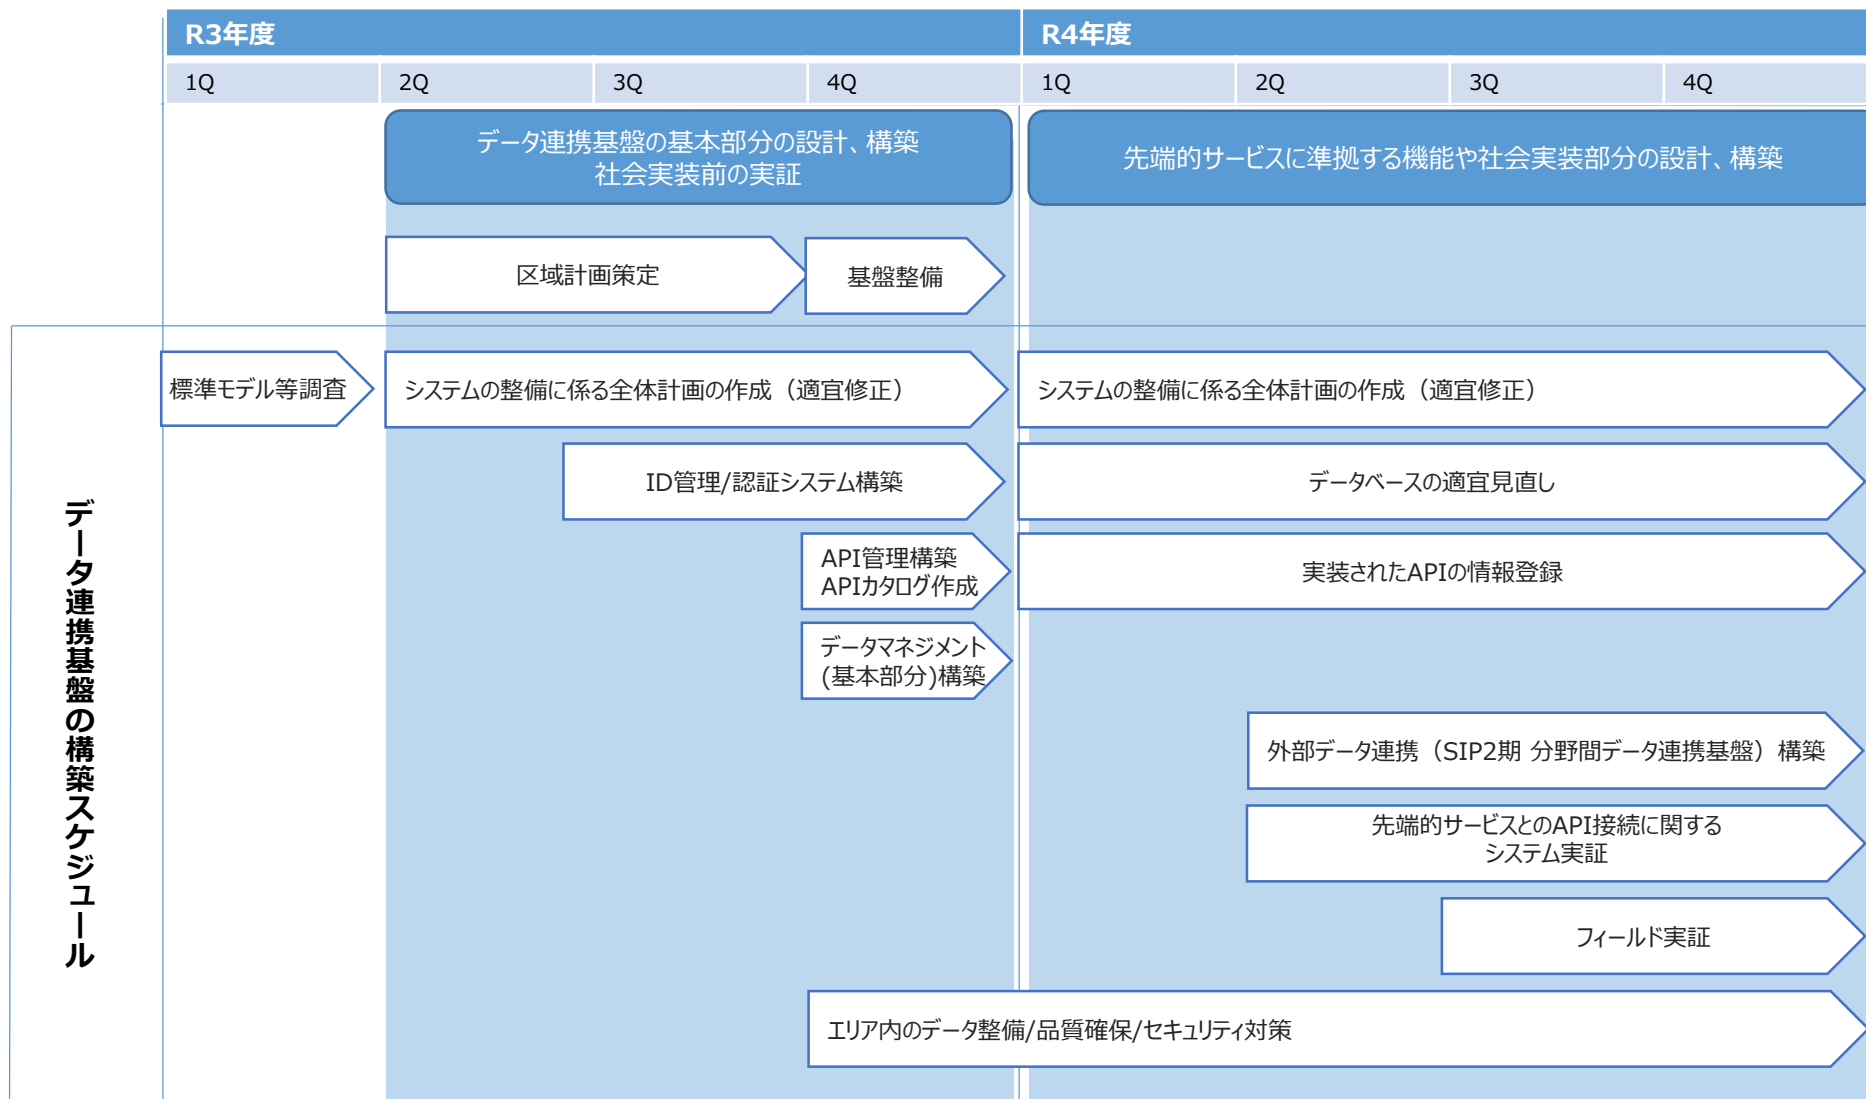 R3年度
R4年度
1Q
2Q
3Q
4Q
1Q
2Q
3Q
4Q
データ連携基盤の基本部分の設計、構築
社会実装前の実証
先端的サービスに準拠する機能や社会実装部分の設計、構築
区域計画策定
基盤整備
データ連携基盤の構築スケジュール
標準モデル等調査
システムの整備に係る全体計画の作成（適宜修正）
システムの整備に係る全体計画の作成（適宜修正）
ID管理/認証システム構築
データベースの適宜見直し
API管理構築
APIカタログ作成
実装されたAPIの情報登録
データマネジメント
(基本部分)構築
外部データ連携（SIP2期 分野間データ連携基盤）構築
先端的サービスとのAPI接続に関する
システム実証
フィールド実証
エリア内のデータ整備/品質確保/セキュリティ対策